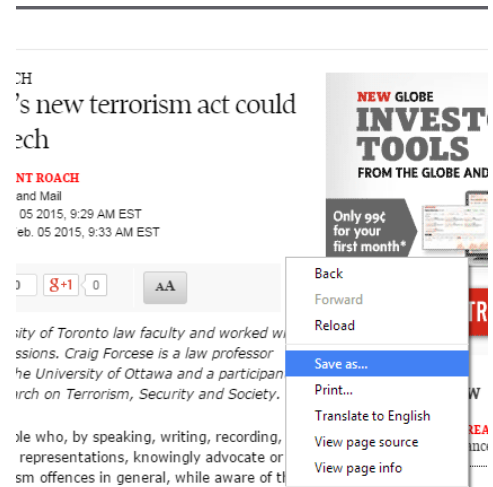 CH
's new terrorism act could
ech
NT ROACH
and Mail
05 2015, 9:29 AM EST
eb. 05 2015, 9:33 AM EST
0
g+1 0
AA
sity of Toronto law faculty and worked wi
ssions. Craig Forcese is a law professor
he University of Ottawa and a participan
arch on Terrorism, Security and Society.
ple who, by speaking, writing, recording,
representations, knowingly advocate or
sm offences in general, while aware of th
NEW GLOBE
INVEST
TOOLS
FROM THE GLOBE AND
Only 99¢
for your
first month*
TR
Back
Forward
Reload
Save as...
Print...
Translate to English
View page source
View page info
W
REA
nce